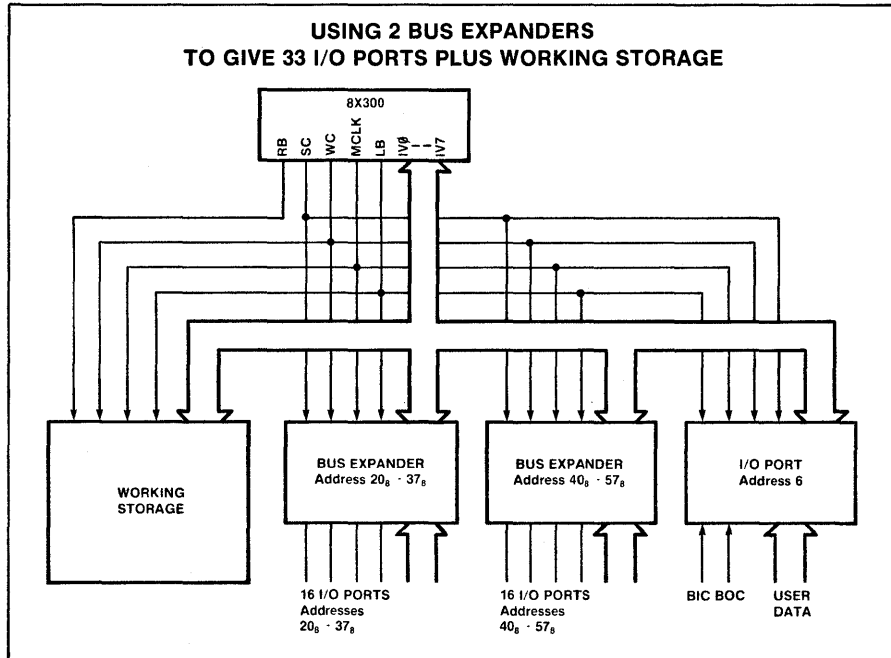 USING 2 BUS EXPANDERS
TO GIVE 33 I/O PORTS PLUS WORKING STORAGE
8X300
RB
SC
WC
MCLK
LB
IVØ
IV7
WORKING
STORAGE
BUS EXPANDER
Address 20₈ - 37₈
BUS EXPANDER
Address 40₈ - 57₈
I/O PORT
Address 6
16 I/O PORTS
Addresses
20₈ - 37₈
16 I/O PORTS
Addresses
40₈ - 57₈
BIC BOC
USER
DATA